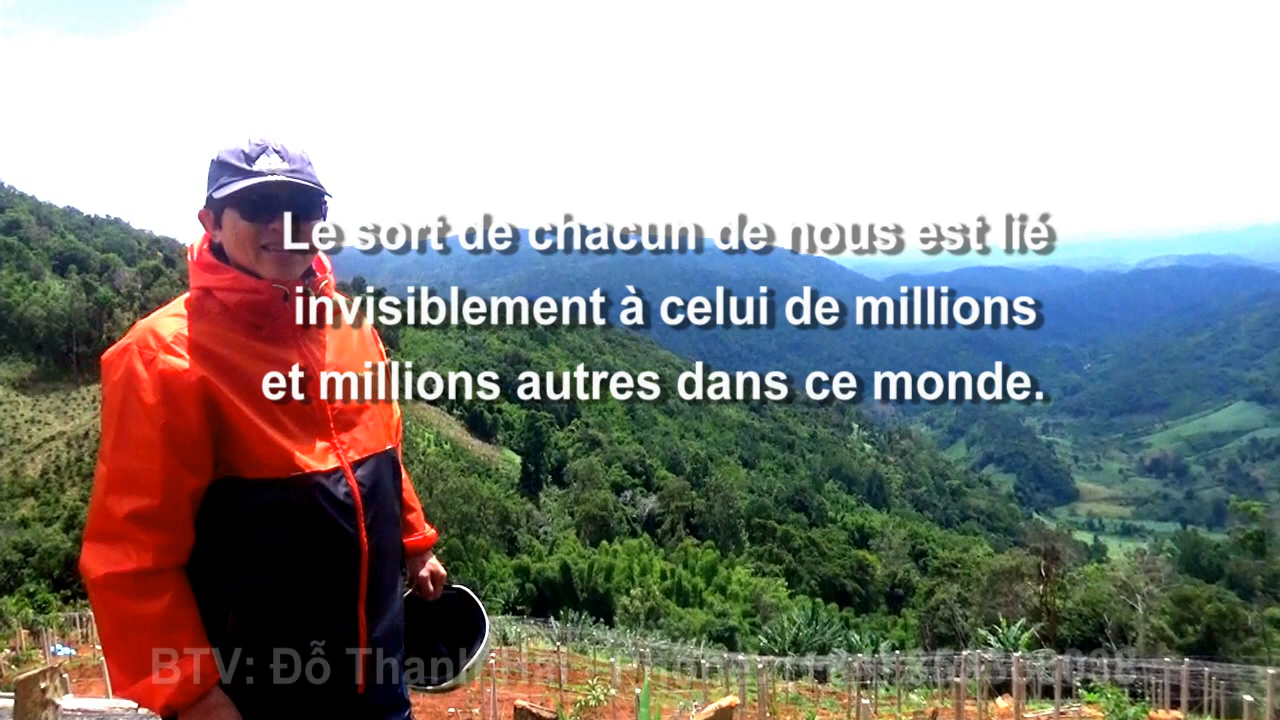 Le sort de chacun de nous est lié
invisiblement à celui de millions
et millions autres dans ce monde.
BTV: Đỗ Thanh